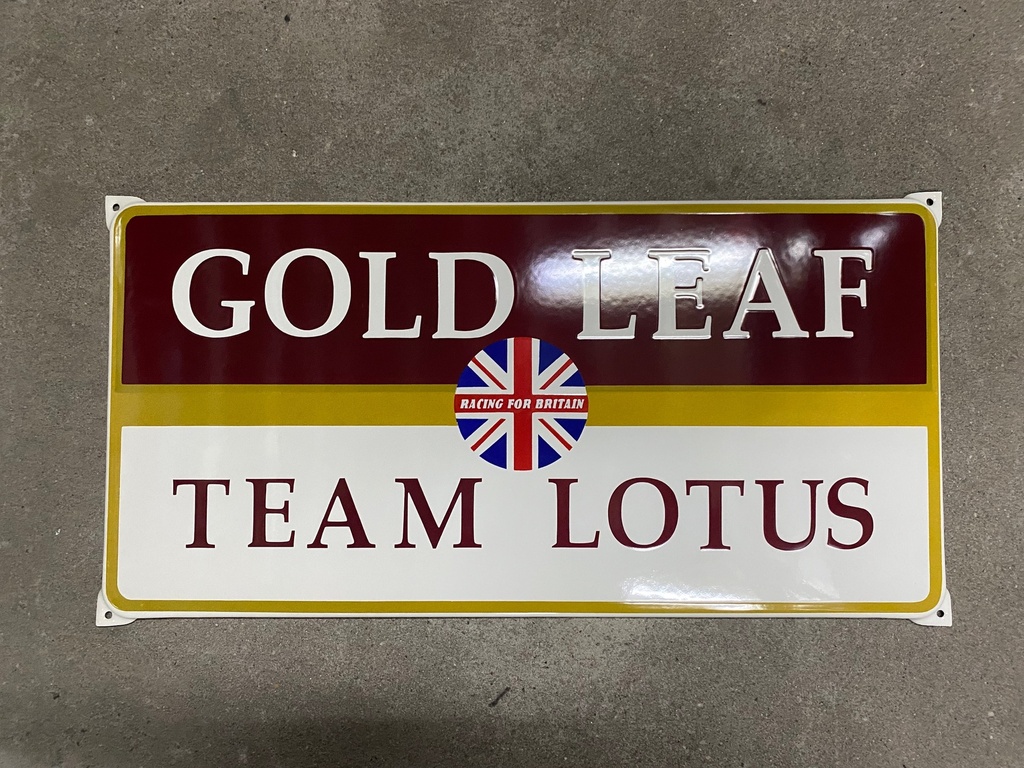 GOLD LEAF
RACING FOR BRITAIN
TEAM LOTUS